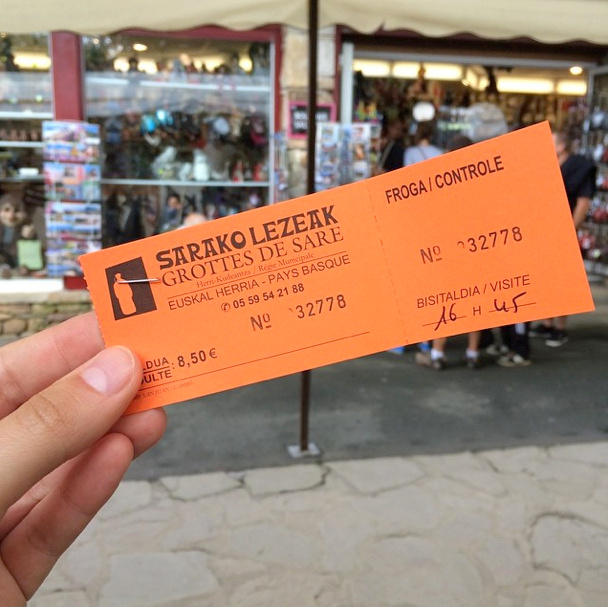 SARAKO LEZEAK
GROTTES DE SARE
Herri-Kudeantza / Régie Municipale
EUSKAL HERRIA - PAYS BASQUE
✆ 05 59 54 21 88
Nº 32778
: 8,50€
FROGA / CONTROLE
Nº 32778
BISITALDIA / VISITE
16 H 45